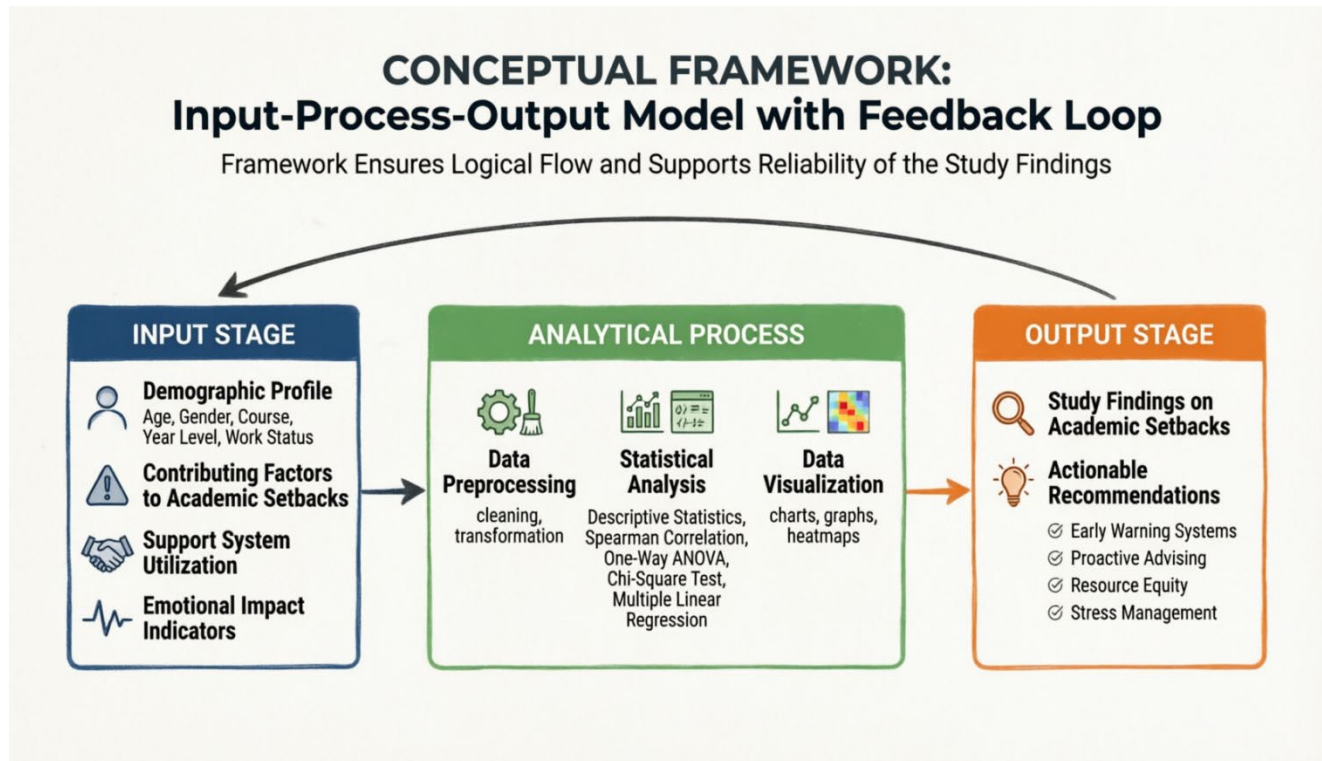 CONCEPTUAL FRAMEWORK:
Input-Process-Output Model with Feedback Loop
Framework Ensures Logical Flow and Supports Reliability of the Study Findings
INPUT STAGE
Demographic Profile
Age, Gender, Course,
Year Level, Work Status
Contributing Factors
to Academic Setbacks
Support System
Utilization
Emotional Impact
Indicators
ANALYTICAL PROCESS
Data
Preprocessing
cleaning,
transformation
Statistical
Analysis
Descriptive Statistics,
Spearman Correlation,
One-Way ANOVA,
Chi-Square Test,
Multiple Linear
Regression
Data
Visualization
charts, graphs,
heatmaps
OUTPUT STAGE
Study Findings on
Academic Setbacks
Actionable
Recommendations
Early Warning Systems
Proactive Advising
Resource Equity
Stress Management